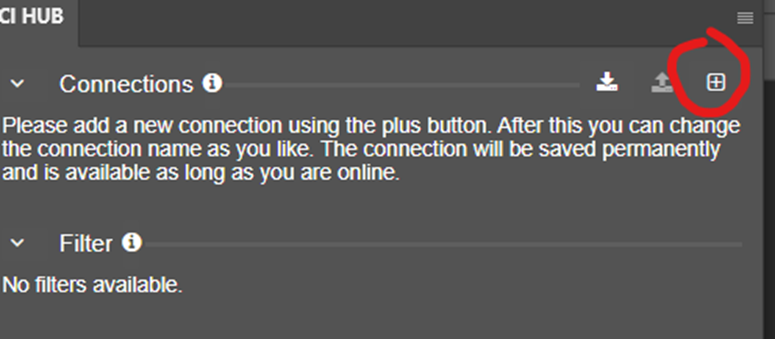 CI HUB
Connections
Please add a new connection using the plus button. After this you can change
the connection name as you like. The connection will be saved permanently
and is available as long as you are online.
Filter
No filters available.